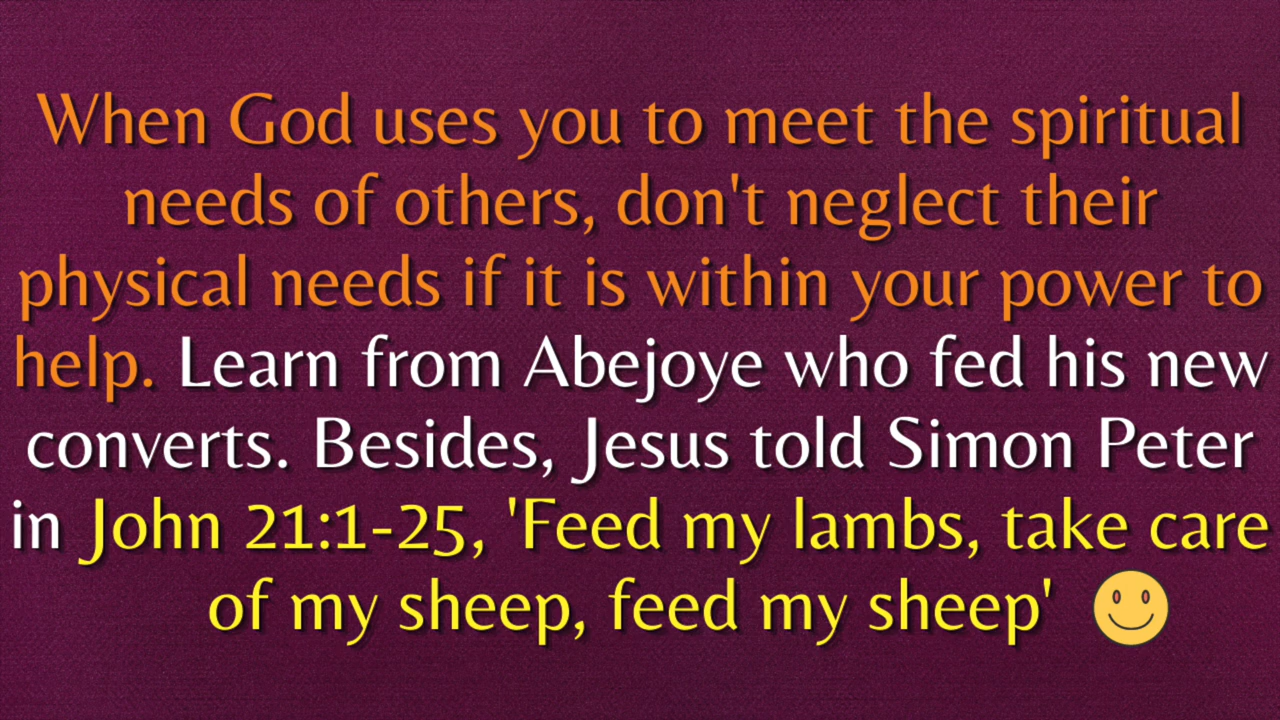 When God uses you to meet the spiritual
needs of others, don't neglect their
physical needs if it is within your power to
help. Learn from Abejoye who fed his new
converts. Besides, Jesus told Simon Peter
in John 21:1-25, 'Feed my lambs, take care
of my sheep, feed my sheep'